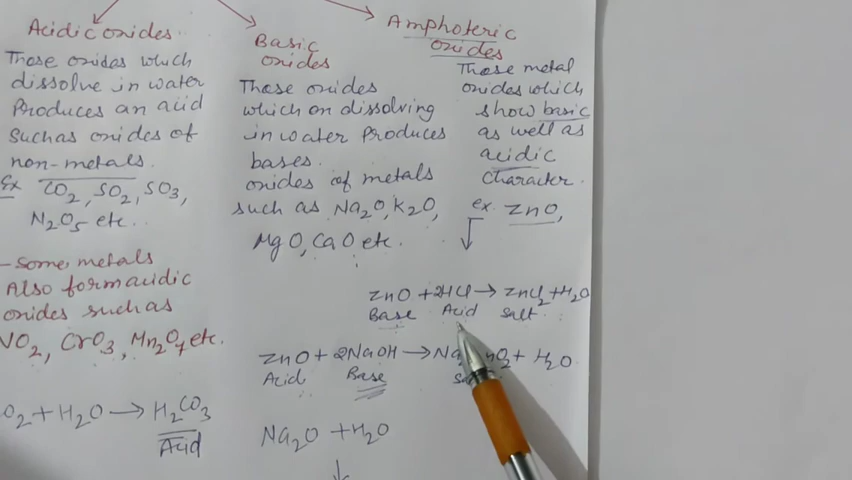 Acidic oxides.
Those oxides which
dissolve in water
Produces an acid
Such as oxides of
non-metals.
Ex CO2, SO2, SO3,
N2O5 etc.
- Some metals
Also form acidic
oxides such as
VO2, CrO3, Mn2O7 etc.
O2 + H2O → H2CO3
Acid
Basic
oxides
Those oxides
which on dissolving
in water Produces
bases.
oxides of metals
such as Na2O, K2O,
MgO, CaO etc.
Amphoteric
oxides
Those metal
oxides which
show basic
as well as
acidic
Character.
ex. ZnO,
ZnO + 2HCl → ZnCl2 + H2O
Base Acid Salt
ZnO + 2NaOH → Na2ZnO2 + H2O
Acid Base
Na2O + H2O